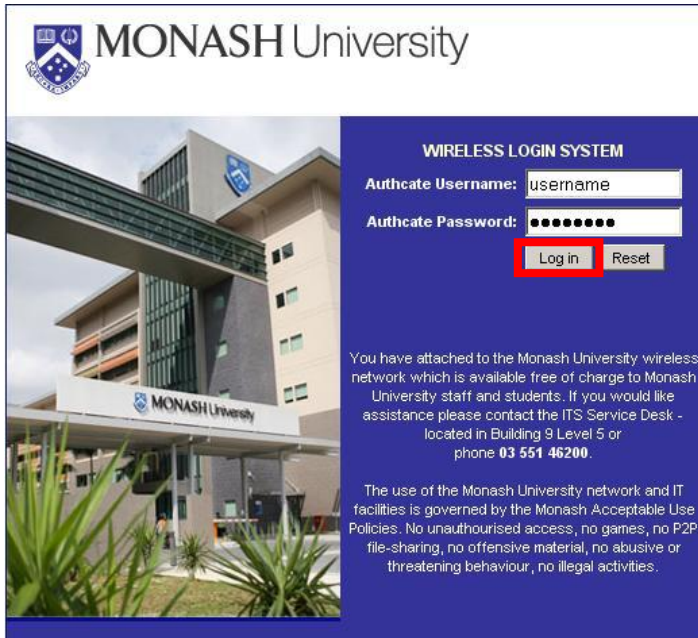 MONASH University
WIRELESS LOGIN SYSTEM
Authcate Username: username
Authcate Password: ●●●●●●●●
Log in Reset
MONASH University
You have attached to the Monash University wireless
network which is available free of charge to Monash
University staff and students. If you would like
assistance please contact the ITS Service Desk -
located in Building 9 Level 5 or
phone 03 551 46200.
The use of the Monash University network and IT
facilities is governed by the Monash Acceptable Use
Policies. No unauthourised access, no games, no P2P
file-sharing, no offensive material, no abusive or
threatening behaviour, no illegal activities.